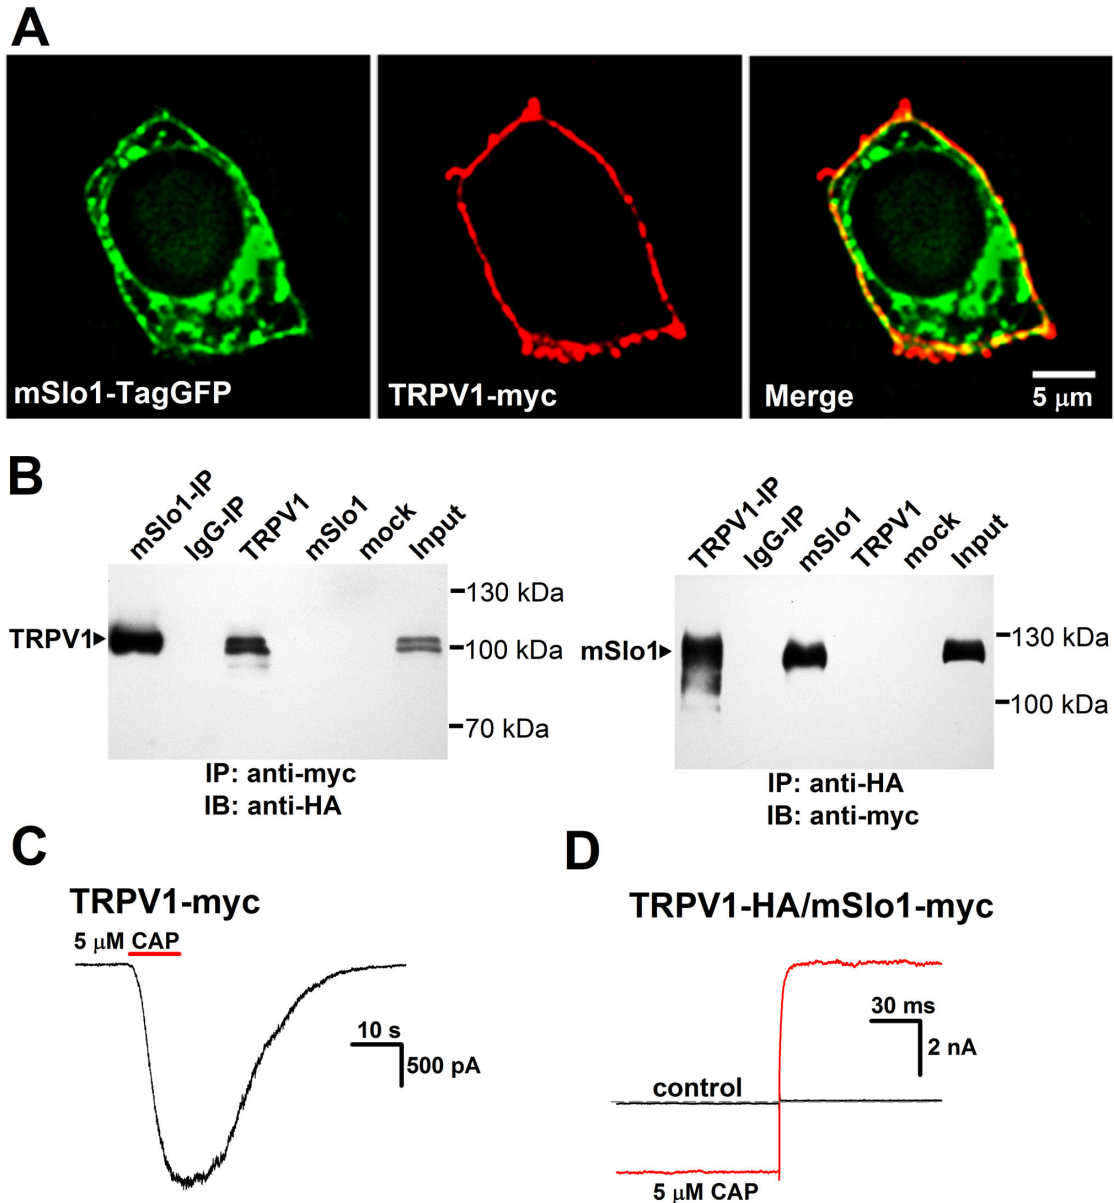 A
mSlo1-TagGFP
TRPV1-myc
Merge
5 μm
B
mSlo1-IP
IgG-IP
TRPV1
mSlo1
mock
Input
TRPV1
130 kDa
100 kDa
70 kDa
IP: anti-myc
IB: anti-HA
TRPV1-IP
IgG-IP
mSlo1
TRPV1
mock
Input
mSlo1
130 kDa
100 kDa
IP: anti-HA
IB: anti-myc
C
TRPV1-myc
5 μM CAP
10 s
500 pA
D
TRPV1-HA/mSlo1-myc
30 ms
2 nA
control
5 μM CAP